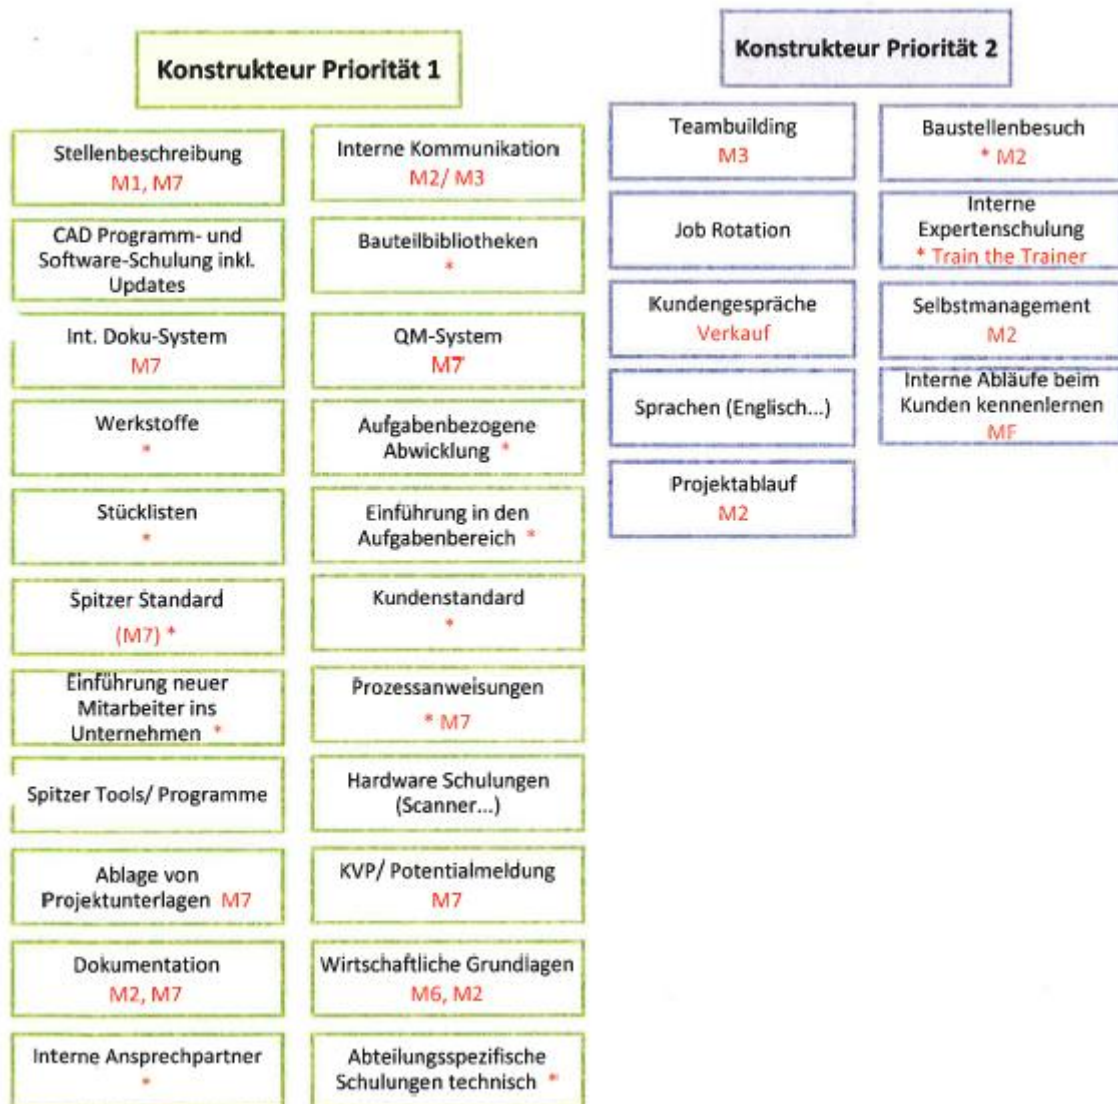 Konstrukteur Priorität 1
Stellenbeschreibung
M1, M7
Interne Kommunikation
M2/ M3
CAD Programm- und
Software-Schulung inkl.
Updates
Bauteilbibliotheken
*
Int. Doku-System
M7
QM-System
M7
Werkstoffe
*
Aufgabenbezogene
Abwicklung *
Stücklisten
*
Einführung in den
Aufgabenbereich *
Spitzer Standard
(M7) *
Kundenstandard
*
Einführung neuer
Mitarbeiter ins
Unternehmen *
Prozessanweisungen
* M7
Spitzer Tools/ Programme
Hardware Schulungen
(Scanner...)
Ablage von
Projektunterlagen M7
KVP/ Potentialmeldung
M7
Dokumentation
M2, M7
Wirtschaftliche Grundlagen
M6, M2
Interne Ansprechpartner
*
Abteilungsspezifische
Schulungen technisch *
Konstrukteur Priorität 2
Teambuilding
M3
Baustellenbesuch
* M2
Job Rotation
Interne
Expertenschulung
* Train the Trainer
Kundengespräche
Verkauf
Selbstmanagement
M2
Sprachen (Englisch...)
Interne Abläufe beim
Kunden kennenlernen
MF
Projektablauf
M2